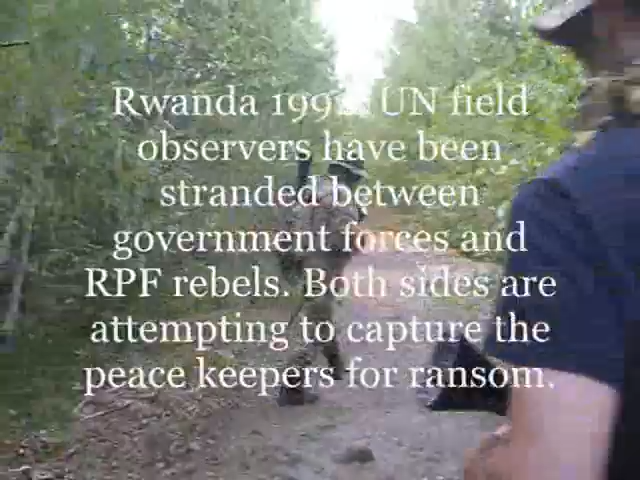 Rwanda UN field
observers have been
stranded between
government forces and
RPF rebels. Both sides are
attempting to capture the
peace keepers for ransom.